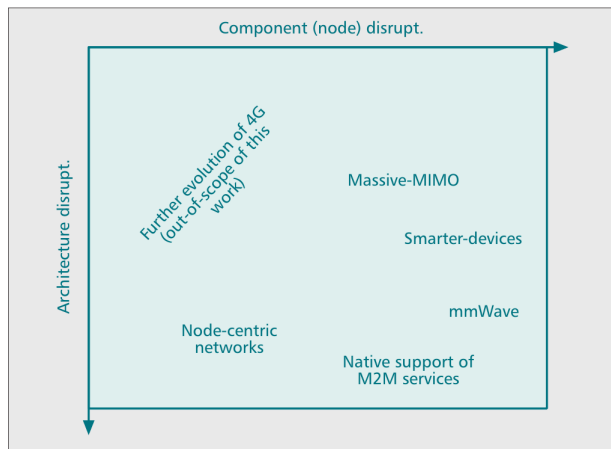 Component (node) disrupt.
Architecture disrupt.
Further evolution of 4G
(out-of-scope of this
work)
Massive-MIMO
Smarter-devices
mmWave
Node-centric
networks
Native support of
M2M services